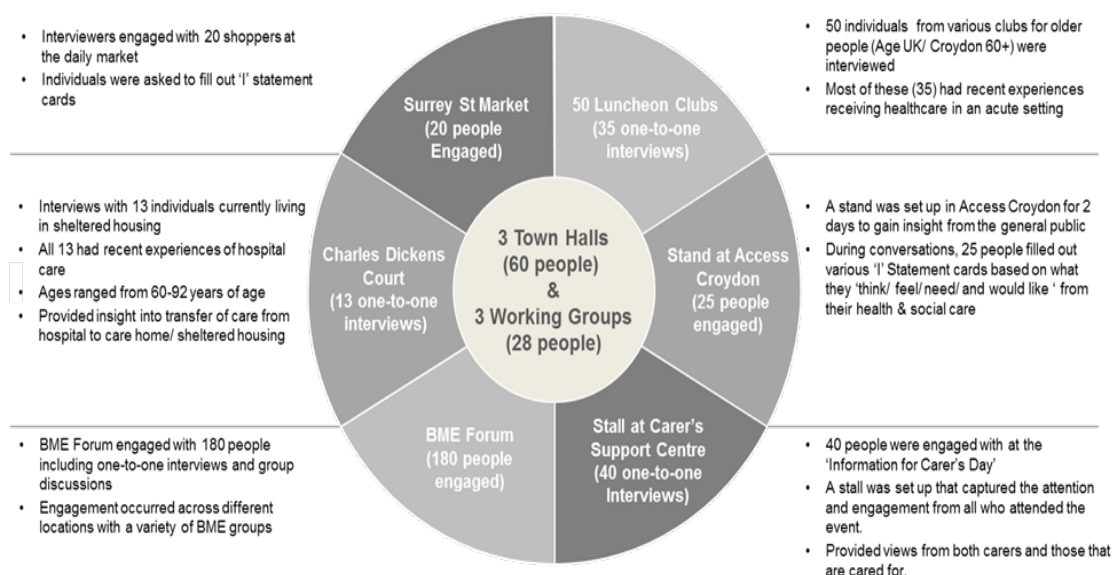 • Interviewers engaged with 20 shoppers at
the daily market
• Individuals were asked to fill out 'I' statement
cards
• 50 individuals from various clubs for older
people (Age UK/ Croydon 60+) were
interviewed
• Most of these (35) had recent experiences
receiving healthcare in an acute setting
Surrey St Market
(20 people
Engaged)
50 Luncheon Clubs
(35 one-to-one
interviews)
• Interviews with 13 individuals currently living
in sheltered housing
• All 13 had recent experiences of hospital
care
• Ages ranged from 60-92 years of age
• Provided insight into transfer of care from
hospital to care home/ sheltered housing
Charles Dickens
Court
(13 one-to-one
interviews)
3 Town Halls
(60 people)
&
3 Working Groups
(28 people)
Stand at Access
Croydon
(25 people
engaged)
• A stand was set up in Access Croydon for 2
days to gain insight from the general public
• During conversations, 25 people filled out
various 'I' Statement cards based on what
they 'think/ feel/ need/ and would like ' from
their health & social care
• BME Forum engaged with 180 people
including one-to-one interviews and group
discussions
• Engagement occurred across different
locations with a variety of BME groups
BME Forum
(180 people
engaged)
Stall at Carer's
Support Centre
(40 one-to-one
Interviews)
• 40 people were engaged with at the
'Information for Carer's Day'
• A stall was set up that captured the attention
and engagement from all who attended the
event.
• Provided views from both carers and those that
are cared for.